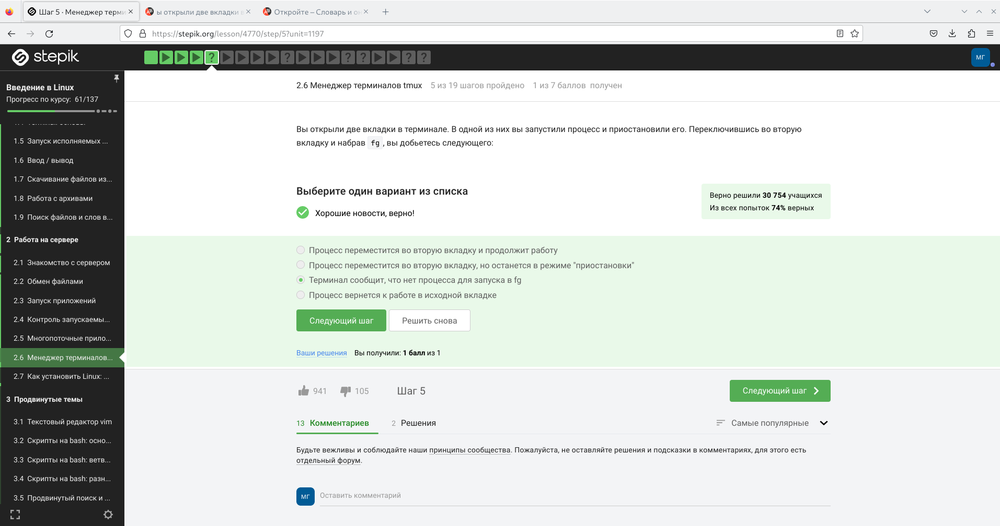 Шаг 5 · Менеджер терми
ы открыли две вкладки в
Откройте – Словарь и он
https://stepik.org/lesson/4770/step/5?unit=1197
stepik
МГ
Введение в Linux
Прогресс по курсу: 61/137
1.5 Запуск исполняемых ...
1.6 Ввод / вывод
1.7 Скачивание файлов из...
1.8 Работа с архивами
1.9 Поиск файлов и слов в...
2 Работа на сервере
2.1 Знакомство с сервером
2.2 Обмен файлами
2.3 Запуск приложений
2.4 Контроль запускаемы...
2.5 Многопоточные прило...
2.6 Менеджер терминалов...
2.7 Как установить Linux: ...
3 Продвинутые темы
3.1 Текстовый редактор vim
3.2 Скрипты на bash: осно...
3.3 Скрипты на bash: ветв...
3.4 Скрипты на bash: разн...
3.5 Продвинутый поиск и ...
2.6 Менеджер терминалов tmux 5 из 19 шагов пройдено 1 из 7 баллов получен
Вы открыли две вкладки в терминале. В одной из них вы запустили процесс и приостановили его. Переключившись во вторую
вкладку и набрав fg , вы добьетесь следующего:
Выберите один вариант из списка
Хорошие новости, верно!
Верно решили 30 754 учащихся
Из всех попыток 74% верных
Процесс переместится во вторую вкладку и продолжит работу
Процесс переместится во вторую вкладку, но останется в режиме "приостановки"
Терминал сообщит, что нет процесса для запуска в fg
Процесс вернется к работе в исходной вкладке
Следующий шаг
Решить снова
Ваши решения Вы получили: 1 балл из 1
941 105 Шаг 5
Следующий шаг
13 Комментариев 2 Решения
Самые популярные
Будьте вежливы и соблюдайте наши принципы сообщества. Пожалуйста, не оставляйте решения и подсказки в комментариях, для этого есть
отдельный форум.
МГ
Оставить комментарий